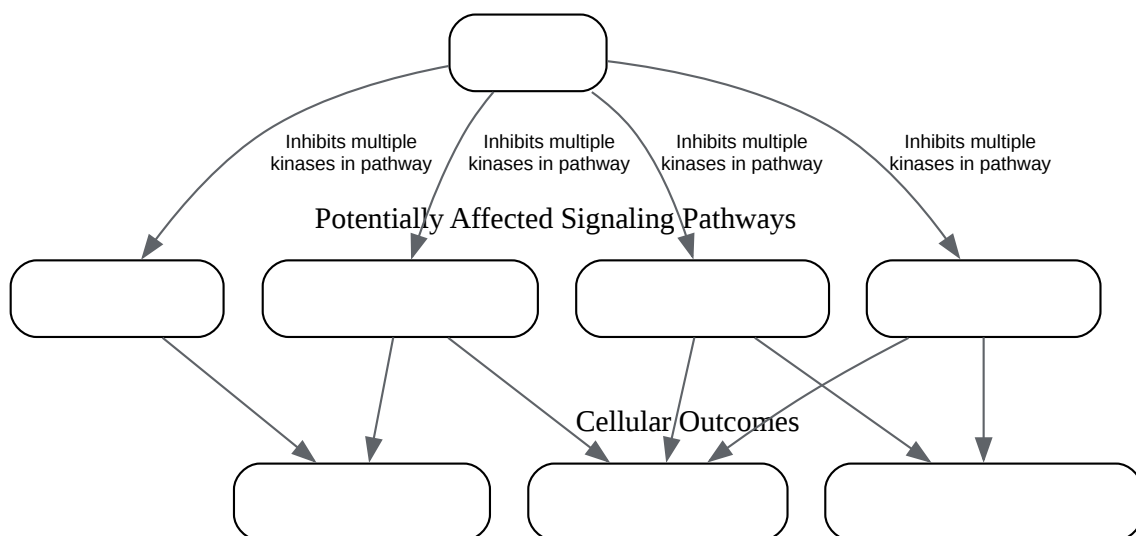 Inhibits multiple
kinases in pathway
Inhibits multiple
kinases in pathway
Inhibits multiple
kinases in pathway
Inhibits multiple
kinases in pathway
Potentially Affected Signaling Pathways
Cellular Outcomes